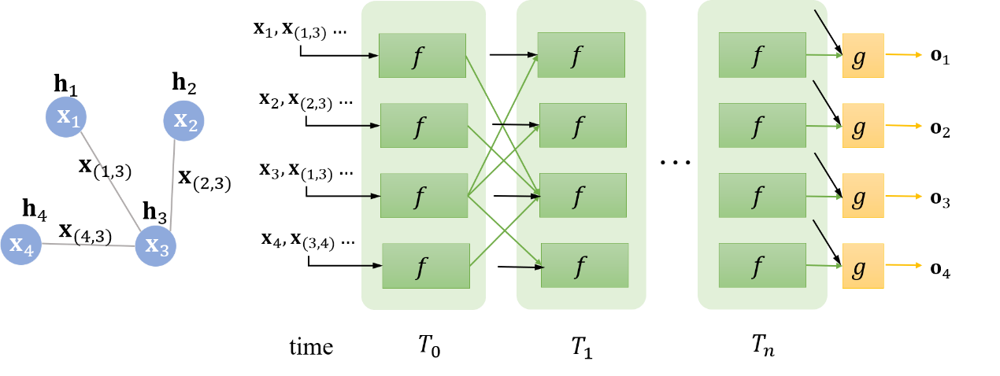 h₁
h₂
x₁
x₂
x₍₁,₃₎
x₍₂,₃₎
h₄
h₃
x₍₄,₃₎
x₄
x₃
x₁, x₍₁,₃₎ ...
f
f
f
g
o₁
x₂, x₍₂,₃₎ ...
f
f
f
g
o₂
x₃, x₍₁,₃₎ ...
f
f
...
f
g
o₃
x₄, x₍₃,₄₎ ...
f
f
f
g
o₄
time
T₀
T₁
Tₙ